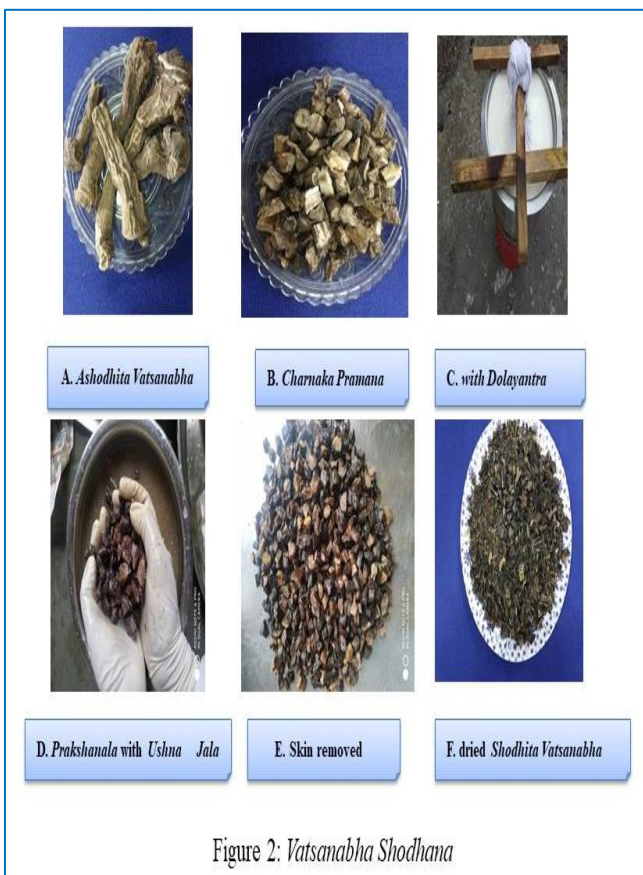 A. Ashodhita Vatsanabha
B. Charnaka Pramana
C. with Dolayantra
D. Prakshanala with Ushna Jala
E. Skin removed
F. dried Shodhita Vatsanabha
Figure 2: Vatsanabha Shodhana